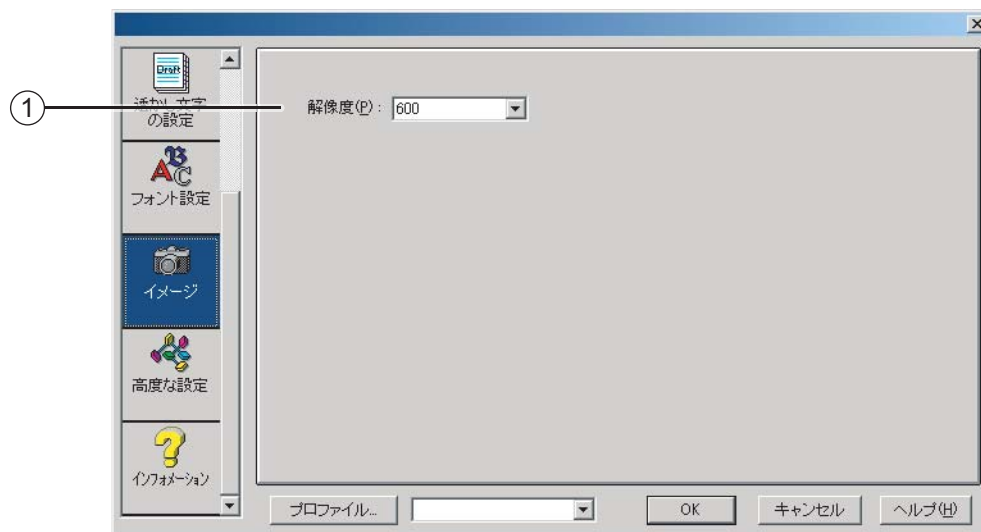 Draft
透かし文字
の設定
フォント設定
イメージ
高度な設定
インフォメーション
①
解像度(P) : 600
プロファイル...
OK
キャンセル
ヘルプ(H)